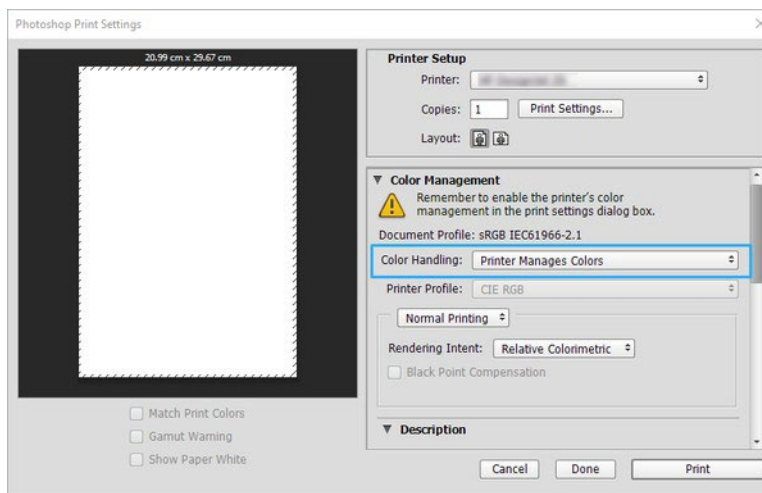 Photoshop Print Settings
20.99 cm x 29.67 cm
Match Print Colors
Gamut Warning
Show Paper White
Printer Setup
Printer:
Copies: 1 Print Settings...
Layout:
Color Management
Remember to enable the printer's color
management in the print settings dialog box.
Document Profile: sRGB IEC61966-2.1
Color Handling: Printer Manages Colors
Printer Profile: CIE RGB
Normal Printing
Rendering Intent: Relative Colorimetric
Black Point Compensation
Description
Cancel Done Print